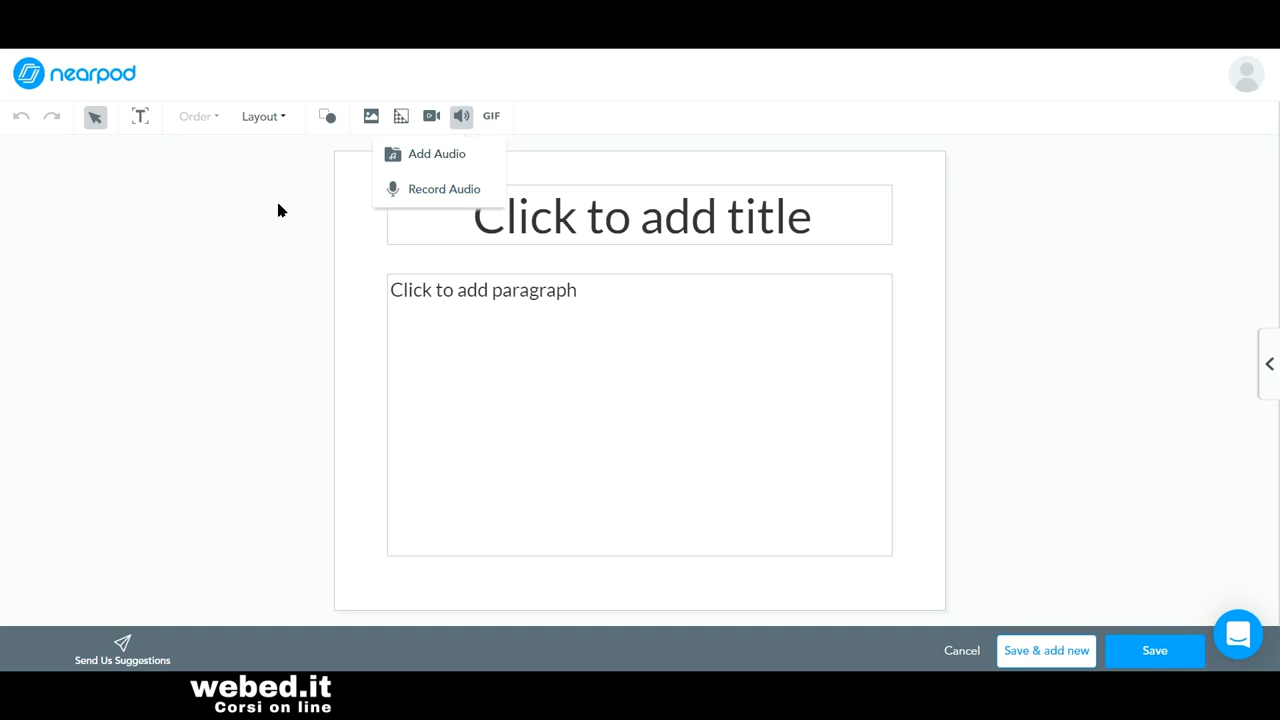 nearpod
Order
Layout
GIF
Add Audio
Record Audio
Click to add title
Click to add paragraph
Send Us Suggestions
Cancel
Save & add new
Save
webed.it
Corsi on line